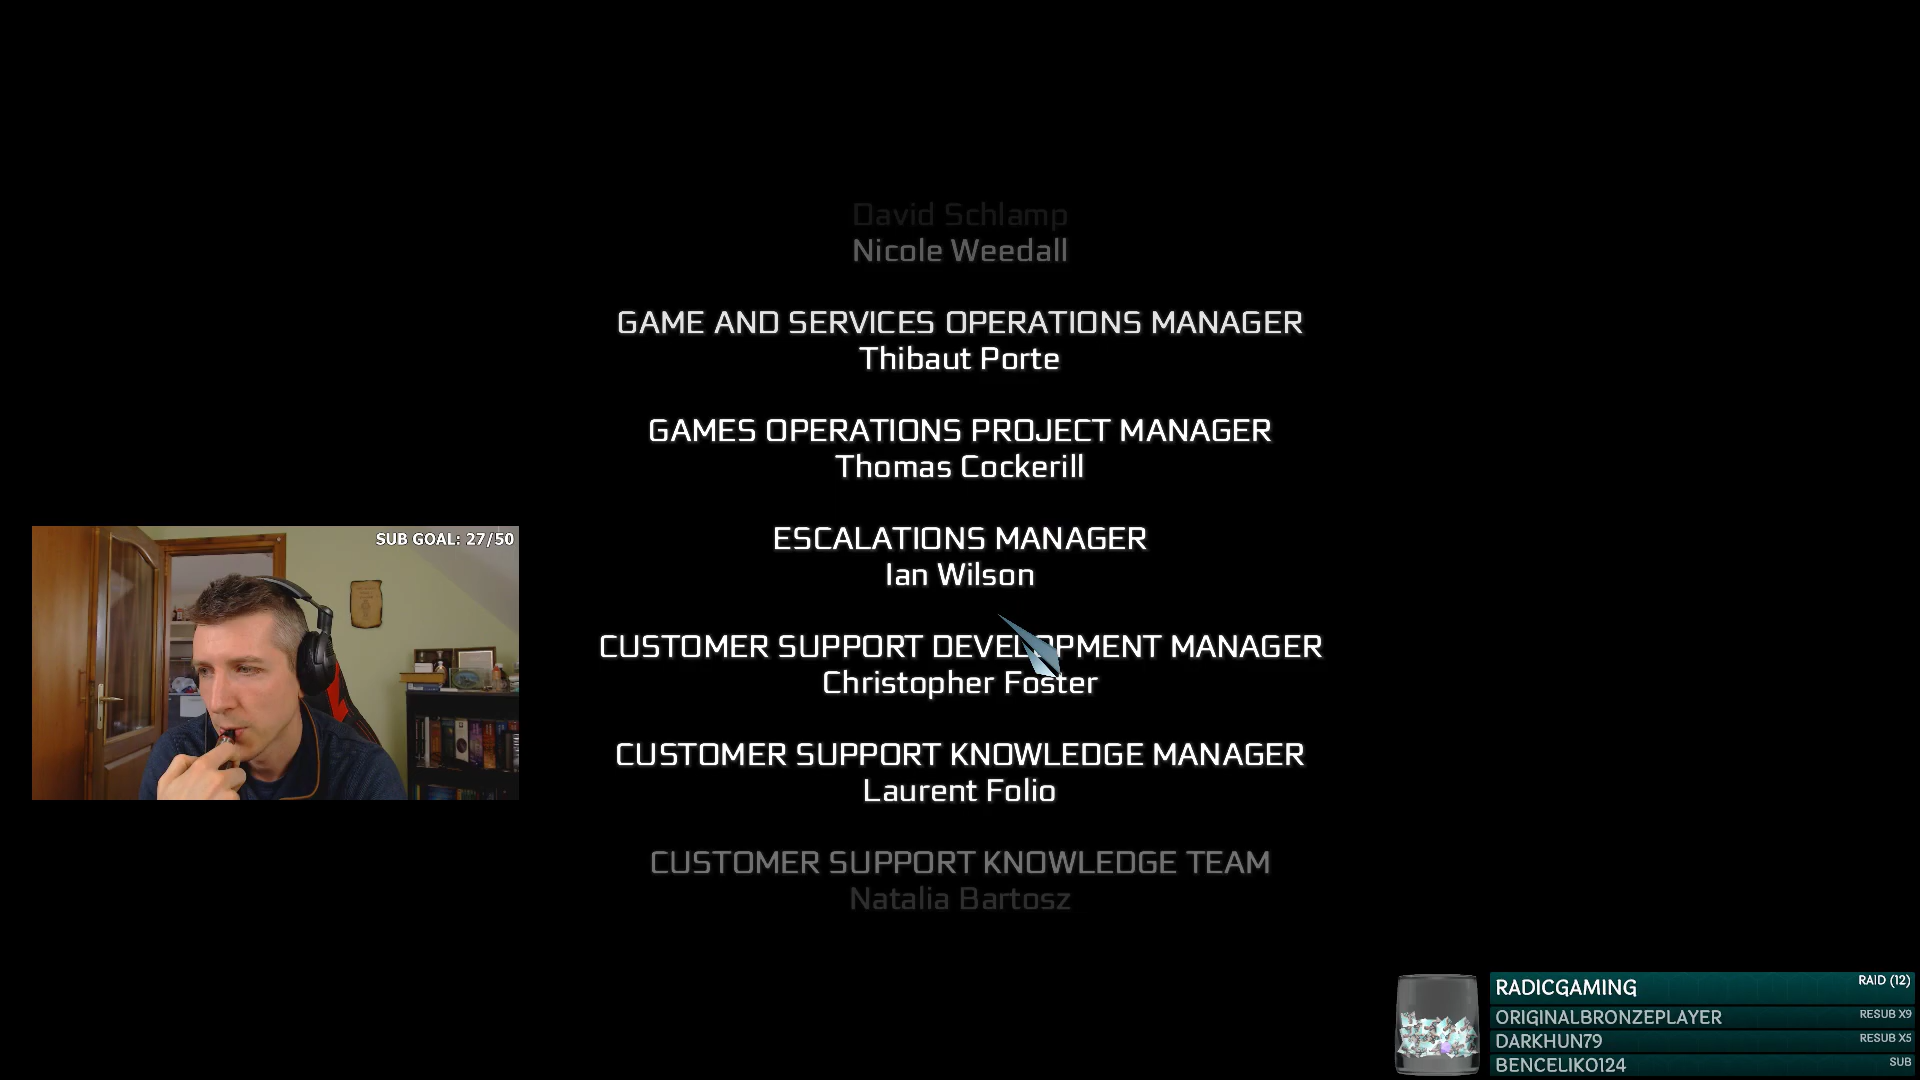 David Schlamp
Nicole Weedall
GAME AND SERVICES OPERATIONS MANAGER
Thibaut Porte
GAMES OPERATIONS PROJECT MANAGER
Thomas Cockerill
ESCALATIONS MANAGER
Ian Wilson
CUSTOMER SUPPORT DEVELOPMENT MANAGER
Christopher Foster
CUSTOMER SUPPORT KNOWLEDGE MANAGER
Laurent Folio
CUSTOMER SUPPORT KNOWLEDGE TEAM
Natalia Bartosz
SUB GOAL: 27/50
RADICGAMING RAID (12)
ORIGINALBRONZEPLAYER RESUB X9
DARKHUN79 RESUB X5
BENCELIKO124 SUB